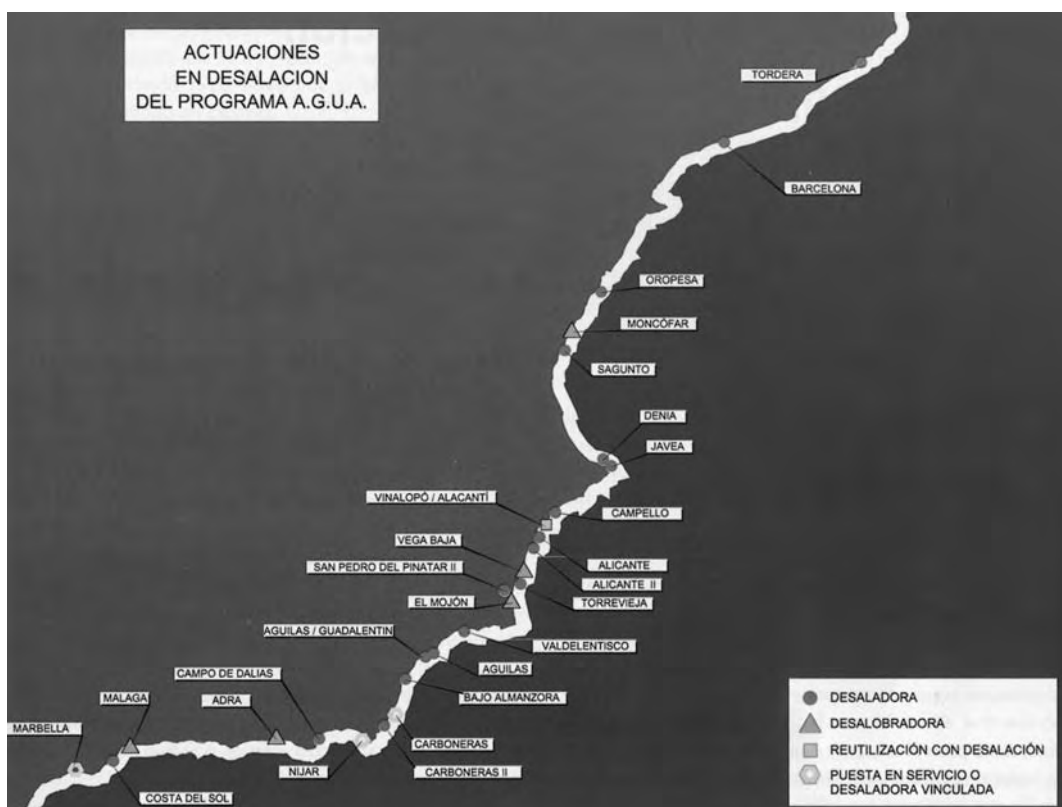 ACTUACIONES
EN DESALACION
DEL PROGRAMA A.G.U.A.
TORDERA
BARCELONA
OROPESA
MONCÓFAR
SAGUNTO
DENIA
JAVEA
VINALOPÓ / ALACANTÍ
CAMPELLO
VEGA BAJA
ALICANTE
SAN PEDRO DEL PINATAR II
ALICANTE II
EL MOJÓN
TORREVIEJA
AGUILAS / GUADALENTIN
VALDELENTISCO
AGUILAS
CAMPO DE DALIAS
BAJO ALMANZORA
MALAGA
ADRA
MARBELLA
CARBONERAS
NIJAR
CARBONERAS II
COSTA DEL SOL
DESALADORA
DESALOBRADORA
REUTILIZACIÓN CON DESALACIÓN
PUESTA EN SERVICIO O
DESALADORA VINCULADA